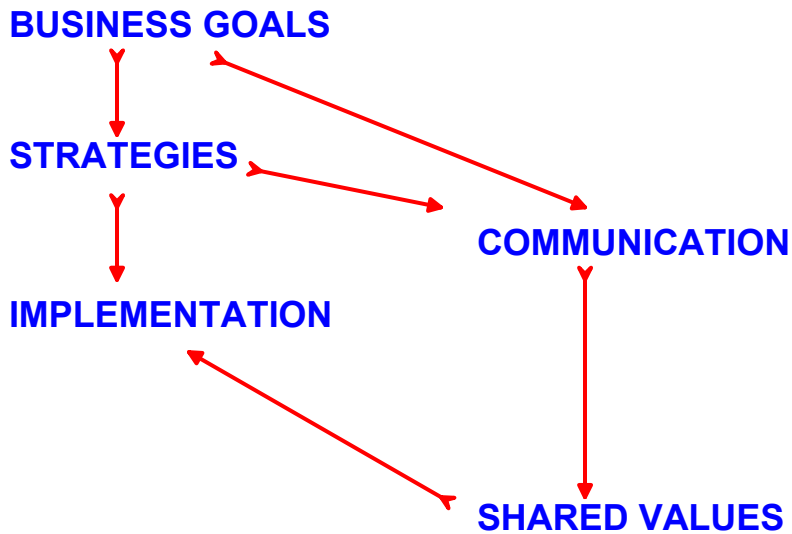 BUSINESS GOALS
STRATEGIES
COMMUNICATION
IMPLEMENTATION
SHARED VALUES